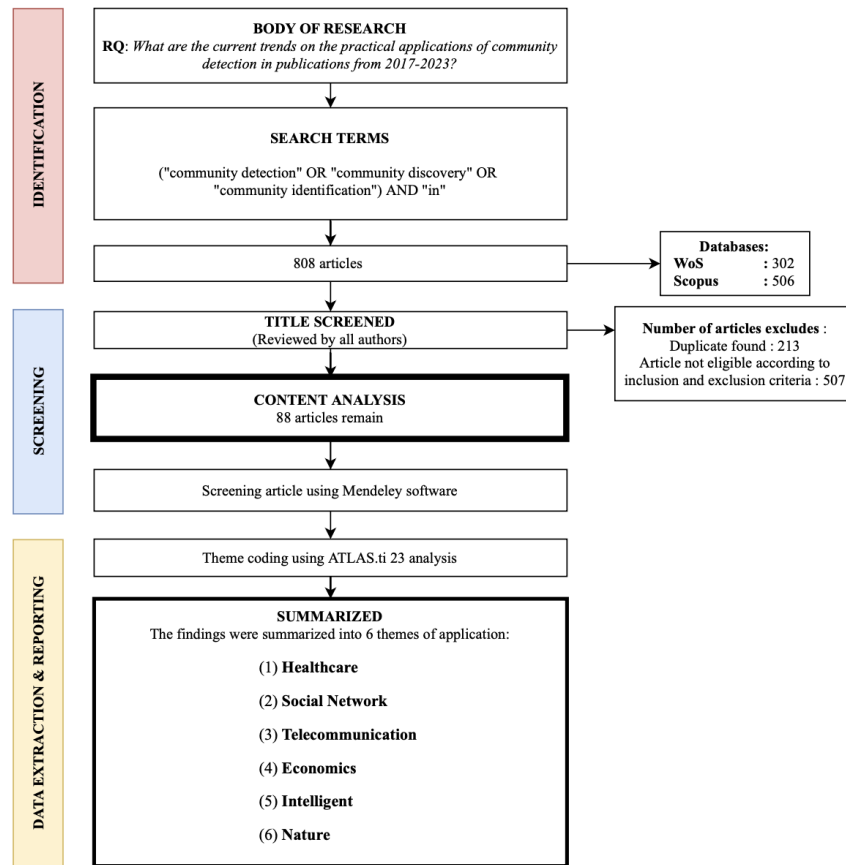 IDENTIFICATION
BODY OF RESEARCH
RQ: What are the current trends on the practical applications of community
detection in publications from 2017-2023?
SEARCH TERMS
("community detection" OR "community discovery" OR
"community identification") AND "in"
808 articles
Databases:
WoS : 302
Scopus : 506
SCREENING
TITLE SCREENED
(Reviewed by all authors)
Number of articles excludes :
Duplicate found : 213
Article not eligible according to
inclusion and exclusion criteria : 507
CONTENT ANALYSIS
88 articles remain
Screening article using Mendeley software
DATA EXTRACTION & REPORTING
Theme coding using ATLAS.ti 23 analysis
SUMMARIZED
The findings were summarized into 6 themes of application:
(1) Healthcare
(2) Social Network
(3) Telecommunication
(4) Economics
(5) Intelligent
(6) Nature